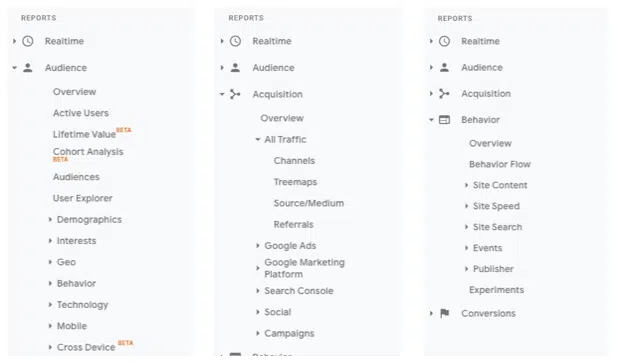 REPORTS
Realtime
Audience
Overview
Active Users
Lifetime Value BETA
Cohort Analysis
BETA
Audiences
User Explorer
Demographics
Interests
Geo
Behavior
Technology
Mobile
Cross Device BETA
REPORTS
Realtime
Audience
Acquisition
Overview
All Traffic
Channels
Treemaps
Source/Medium
Referrals
Google Ads
Google Marketing
Platform
Search Console
Social
Campaigns
Behavior
REPORTS
Realtime
Audience
Acquisition
Behavior
Overview
Behavior Flow
Site Content
Site Speed
Site Search
Events
Publisher
Experiments
Conversions